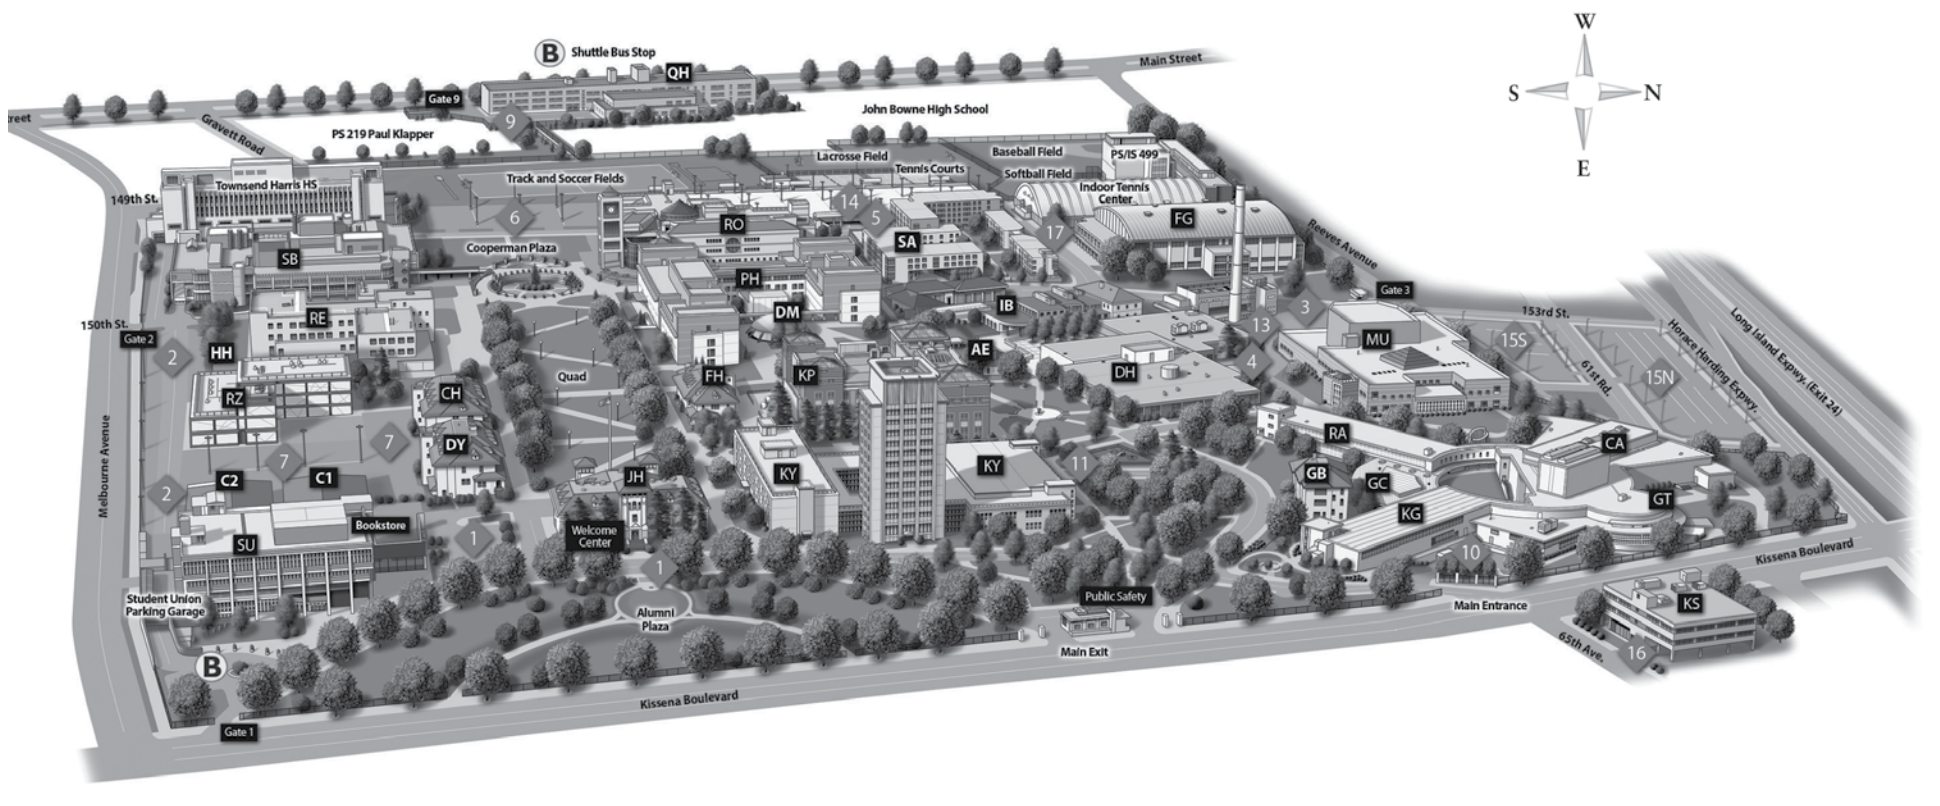 W
S
N
E
B
Shuttle Bus Stop
Main Street
QH
Gate 9
reet
Gravett Road
9
PS 219 Paul Klapper
John Bowne High School
Lacrosse Field
Baseball Field
PS/IS 499
Tennis Courts
Softball Field
Townsend Harris HS
Track and Soccer Fields
Indoor Tennis
Center
149th St.
6
14
5
FG
RO
17
SA
Reeves Avenue
Cooperman Plaza
SB
PH
Gate 3
IB
3
DM
153rd St.
Long Island Expwy. (Exit 24)
150th St.
RE
13
Gate 2
MU
15S
Horace Harding Expwy.
2
HH
AE
4
61st Rd.
15N
Quad
FH
KP
DH
CH
RZ
RA
CA
7
DY
7
Melbourne Avenue
KY
KY
11
GB
GC
C2
C1
JH
2
GT
KG
Bookstore
Welcome
Center
SU
1
10
Kissena Boulevard
1
Student Union
Parking Garage
Public Safety
Main Entrance
KS
Alumni
Plaza
65th Ave.
16
Main Exit
B
Kissena Boulevard
Gate 1